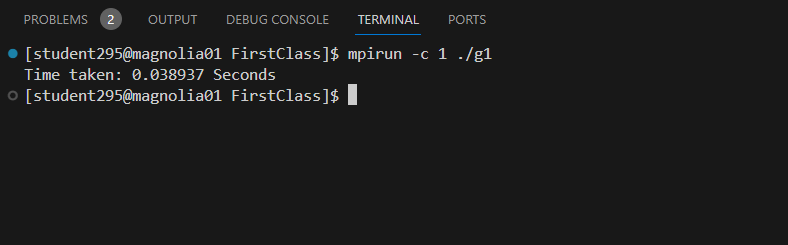 PROBLEMS 2 OUTPUT DEBUG CONSOLE TERMINAL PORTS
[student295@magnolia01 FirstClass]$ mpirun -c 1 ./g1
Time taken: 0.038937 Seconds
[student295@magnolia01 FirstClass]$